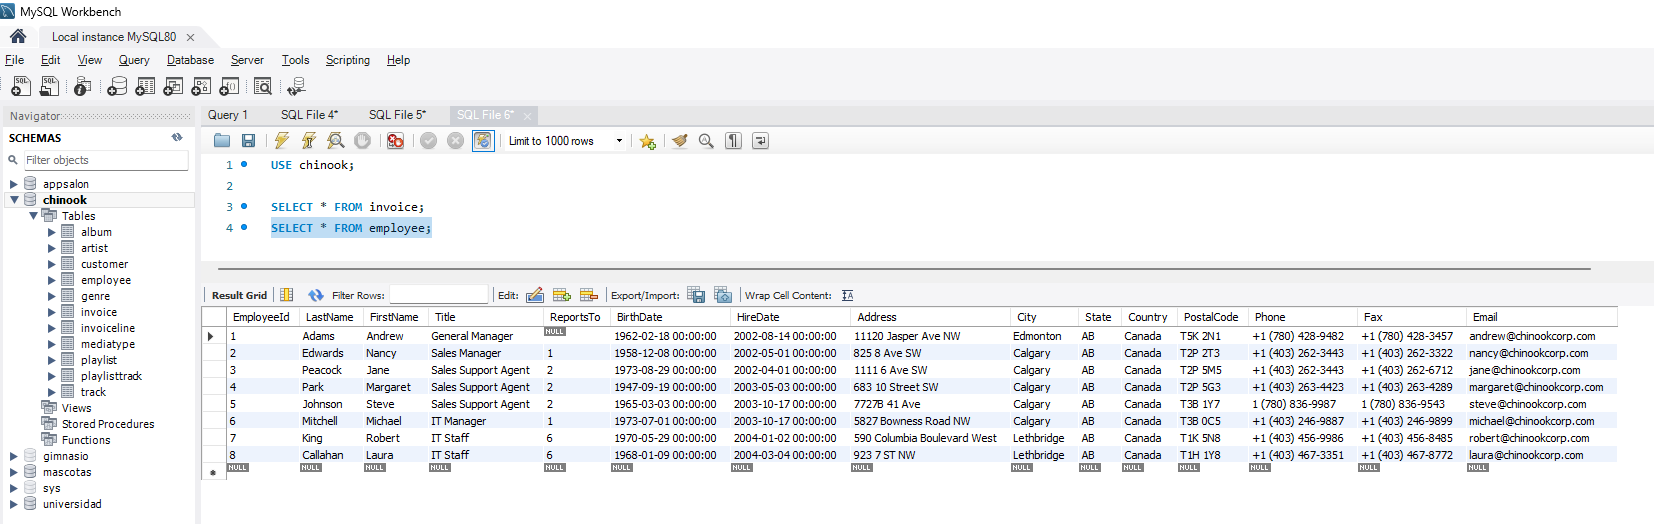 MySQL Workbench
Local instance MySQL80
File Edit View Query Database Server Tools Scripting Help
Navigator
SCHEMAS
Filter objects
appsalon
chinook
Tables
album
artist
customer
employee
genre
invoice
invoiceline
mediatype
playlist
playlisttrack
track
Views
Stored Procedures
Functions
gimnasio
mascotas
sys
universidad
Query 1 SQL File 4* SQL File 5* SQL File 6*
Limit to 1000 rows
1 USE chinook;
2
3 SELECT * FROM invoice;
4 SELECT * FROM employee;
Result Grid Filter Rows: Edit: Export/Import: Wrap Cell Content:
EmployeeId LastName FirstName Title ReportsTo BirthDate HireDate Address City State Country PostalCode Phone Fax Email
1 Adams Andrew General Manager NULL 1962-02-18 00:00:00 2002-08-14 00:00:00 11120 Jasper Ave NW Edmonton AB Canada T5K 2N1 +1 (780) 428-9482 +1 (780) 428-3457 andrew@chinookcorp.com
2 Edwards Nancy Sales Manager 1 1958-12-08 00:00:00 2002-05-01 00:00:00 825 8 Ave SW Calgary AB Canada T2P 2T3 +1 (403) 262-3443 +1 (403) 262-3322 nancy@chinookcorp.com
3 Peacock Jane Sales Support Agent 2 1973-08-29 00:00:00 2002-04-01 00:00:00 1111 6 Ave SW Calgary AB Canada T2P 5M5 +1 (403) 262-3443 +1 (403) 262-6712 jane@chinookcorp.com
4 Park Margaret Sales Support Agent 2 1947-09-19 00:00:00 2003-05-03 00:00:00 683 10 Street SW Calgary AB Canada T2P 5G3 +1 (403) 263-4423 +1 (403) 263-4289 margaret@chinookcorp.com
5 Johnson Steve Sales Support Agent 2 1965-03-03 00:00:00 2003-10-17 00:00:00 7727B 41 Ave Calgary AB Canada T3B 1Y7 1 (780) 836-9987 1 (780) 836-9543 steve@chinookcorp.com
6 Mitchell Michael IT Manager 1 1973-07-01 00:00:00 2003-10-17 00:00:00 5827 Bowness Road NW Calgary AB Canada T3B 0C5 +1 (403) 246-9887 +1 (403) 246-9899 michael@chinookcorp.com
7 King Robert IT Staff 6 1970-05-29 00:00:00 2004-01-02 00:00:00 590 Columbia Boulevard West Lethbridge AB Canada T1K 5N8 +1 (403) 456-9986 +1 (403) 456-8485 robert@chinookcorp.com
8 Callahan Laura IT Staff 6 1968-01-09 00:00:00 2004-03-04 00:00:00 923 7 ST NW Lethbridge AB Canada T1H 1Y8 +1 (403) 467-3351 +1 (403) 467-8772 laura@chinookcorp.com
NULL NULL NULL NULL NULL NULL NULL NULL NULL NULL NULL NULL NULL NULL NULL